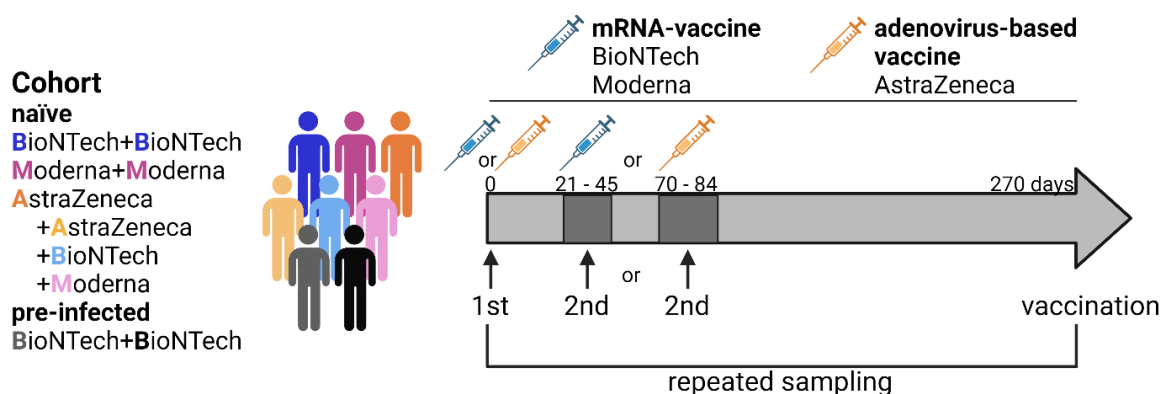 mRNA-vaccine
BioNTech
Moderna
adenovirus-based
vaccine
AstraZeneca
Cohort
naïve
BioNTech+BioNTech
Moderna+Moderna
AstraZeneca
+AstraZeneca
+BioNTech
+Moderna
pre-infected
BioNTech+BioNTech
or
or
0
21 - 45
70 - 84
270 days
or
1st
2nd
2nd
vaccination
repeated sampling